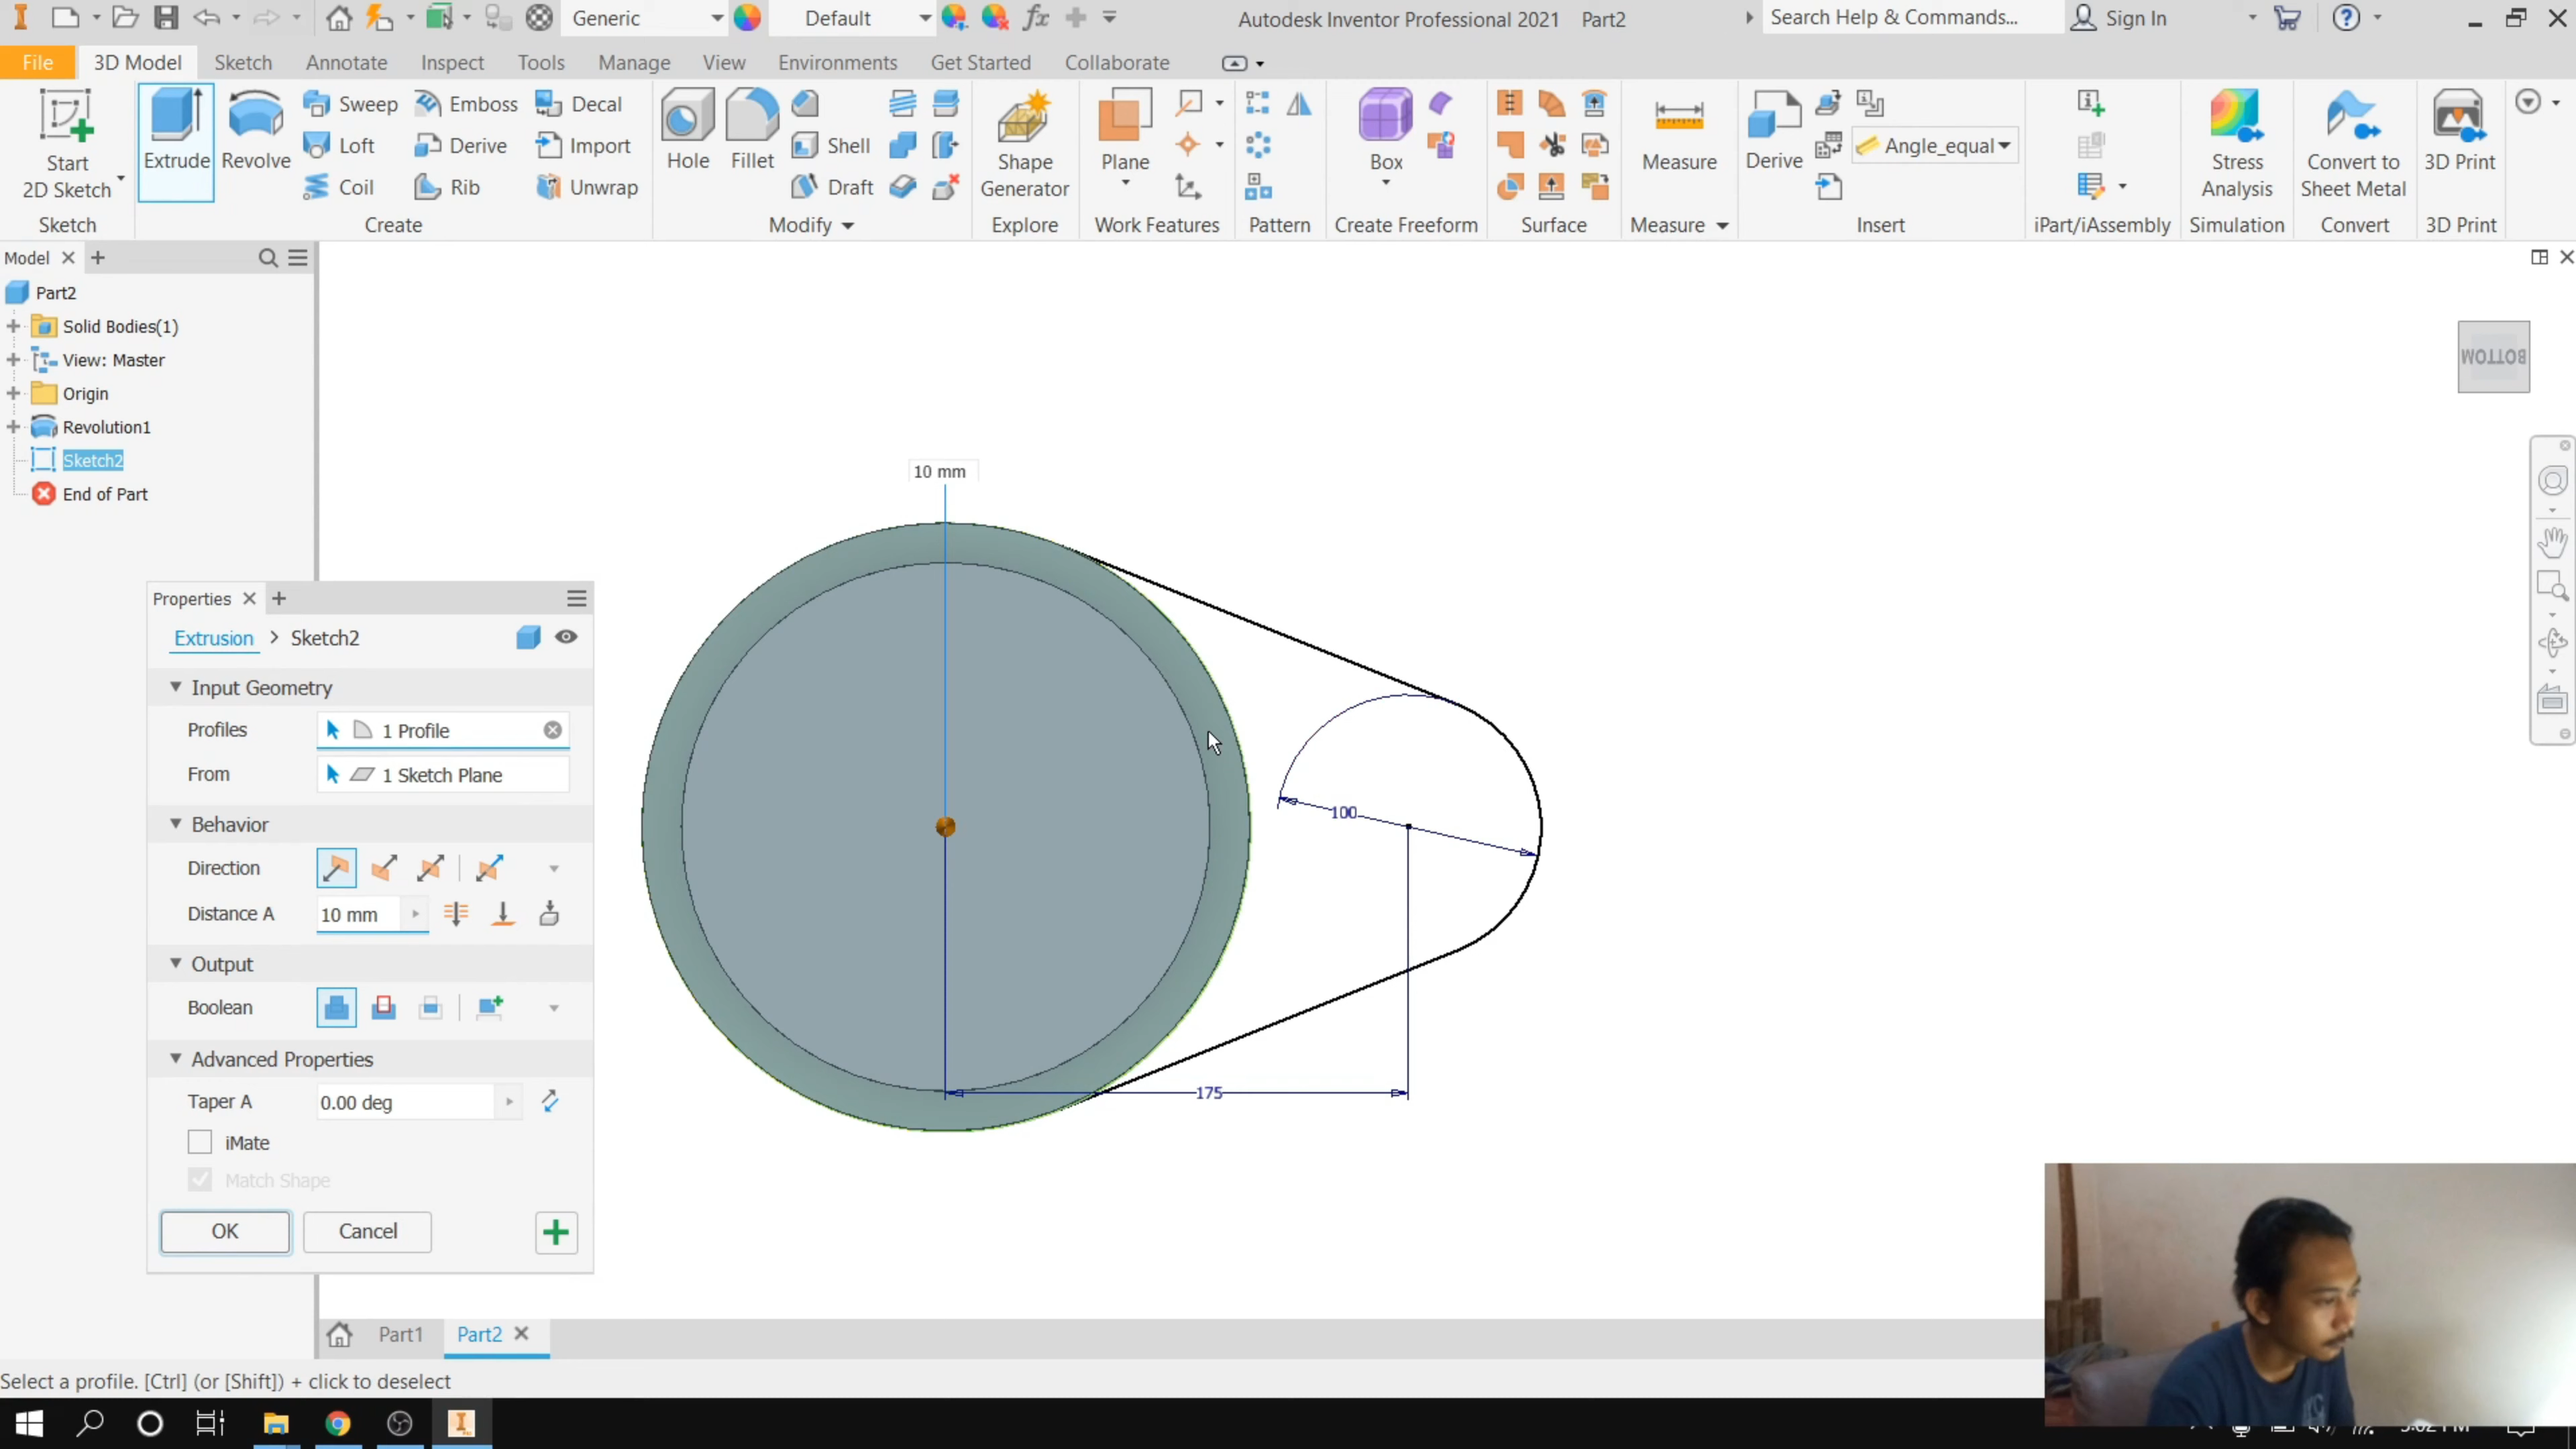 Generic
Default
Autodesk Inventor Professional 2021 Part2
Search Help & Commands...
Sign In
File 3D Model Sketch Annotate Inspect Tools Manage View Environments Get Started Collaborate
Start
2D Sketch
Sketch
Extrude
Revolve
Sweep
Loft
Coil
Emboss
Derive
Rib
Decal
Import
Unwrap
Create
Hole
Fillet
Shell
Draft
Modify
Shape
Generator
Explore
Plane
Work Features
Pattern
Box
Create Freeform
Surface
Measure
Measure
Derive
Angle_equal
Insert
iPart/iAssembly
Stress
Analysis
Simulation
Convert to
Sheet Metal
Convert
3D Print
3D Print
Model
Part2
Solid Bodies(1)
View: Master
Origin
Revolution1
Sketch2
End of Part
BOTTOM
10 mm
100
175
Properties
Extrusion > Sketch2
Input Geometry
Profiles 1 Profile
From 1 Sketch Plane
Behavior
Direction
Distance A 10 mm
Output
Boolean
Advanced Properties
Taper A 0.00 deg
iMate
Match Shape
OK Cancel
Part1 Part2
Select a profile. [Ctrl] (or [Shift]) + click to deselect